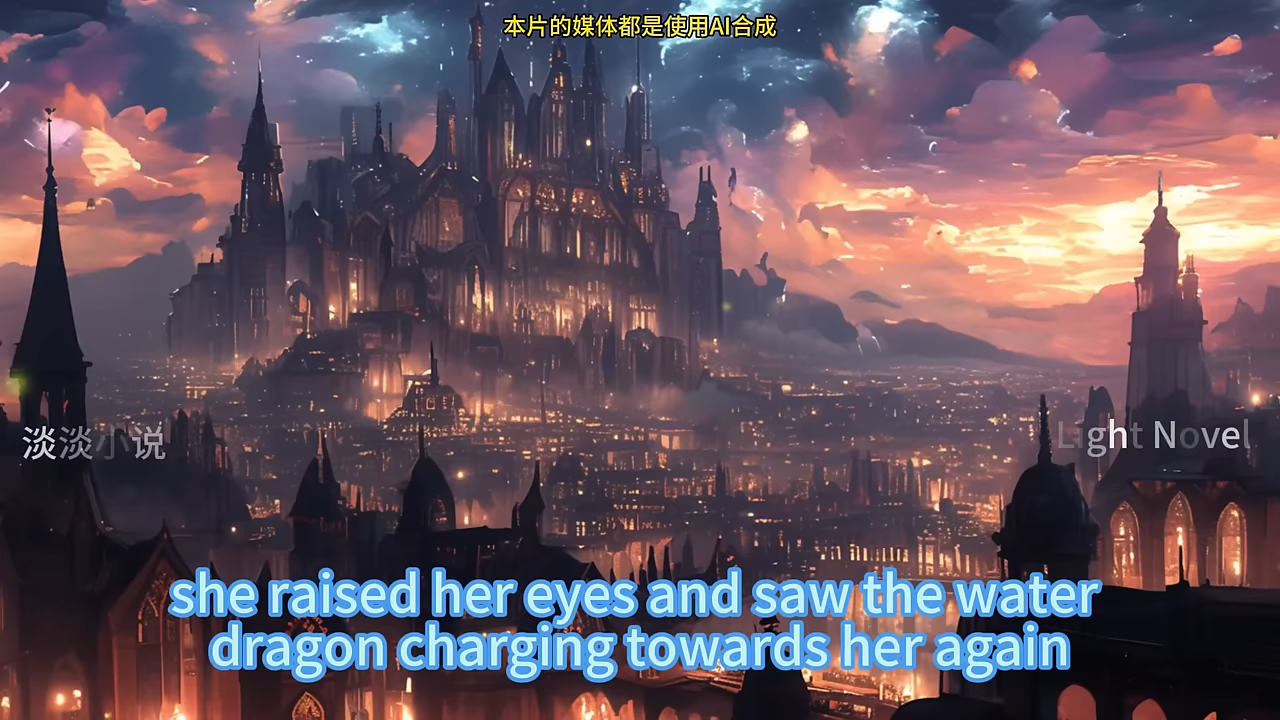 本片的媒体都是使用AI合成
淡淡小说
Light Novel
she raised her eyes and saw the water
dragon charging towards her again